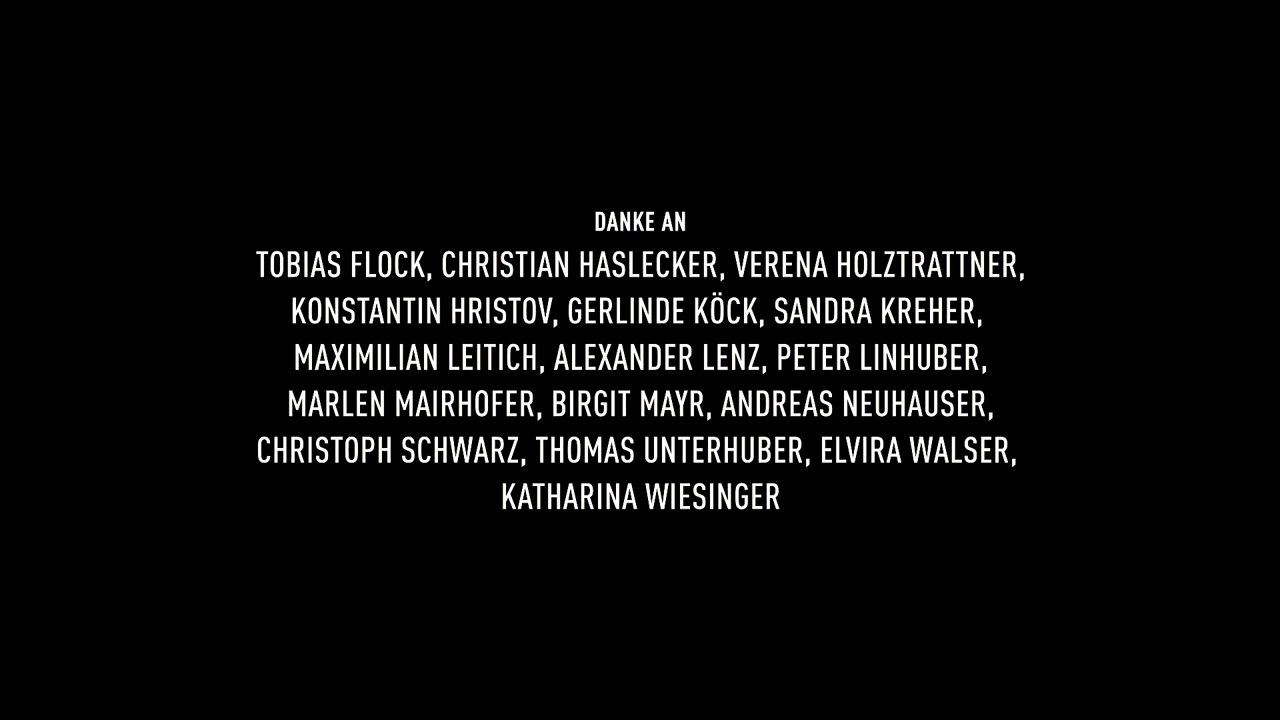 DANKE AN
TOBIAS FLOCK, CHRISTIAN HASLECKER, VERENA HOLZTRATTNER,
KONSTANTIN HRISTOV, GERLINDE KÖCK, SANDRA KREHER,
MAXIMILIAN LEITICH, ALEXANDER LENZ, PETER LINHUBER,
MARLEN MAIRHOFER, BIRGIT MAYR, ANDREAS NEUHAUSER,
CHRISTOPH SCHWARZ, THOMAS UNTERHUBER, ELVIRA WALSER,
KATHARINA WIESINGER